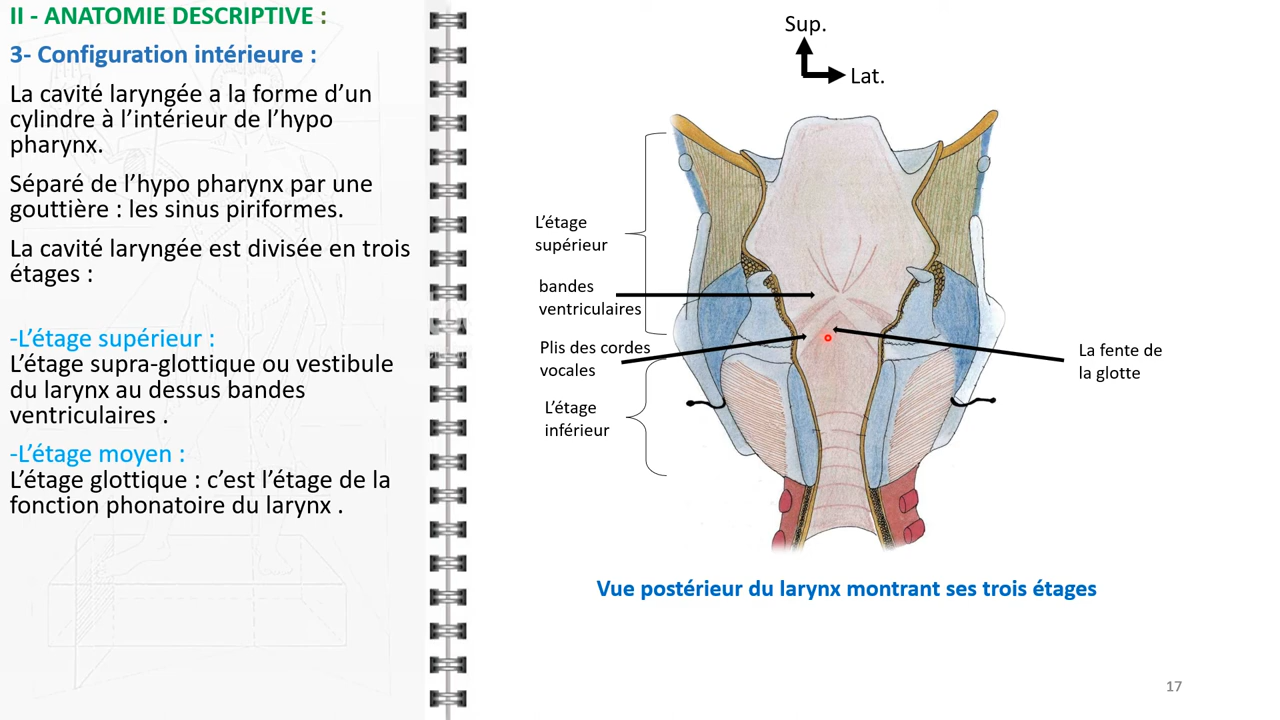 II - ANATOMIE DESCRIPTIVE :
3- Configuration intérieure :
La cavité laryngée a la forme d’un
cylindre à l’intérieur de l’hypo
pharynx.
Séparé de l’hypo pharynx par une
gouttière : les sinus piriformes.
La cavité laryngée est divisée en trois
étages :
-L’étage supérieur :
L’étage supra-glottique ou vestibule
du larynx au dessus bandes
ventriculaires .
-L’étage moyen :
L’étage glottique : c’est l’étage de la
fonction phonatoire du larynx .
Sup.
Lat.
L’étage
supérieur
bandes
ventriculaires
Plis des cordes
vocales
L’étage
inférieur
La fente de
la glotte
Vue postérieur du larynx montrant ses trois étages
17